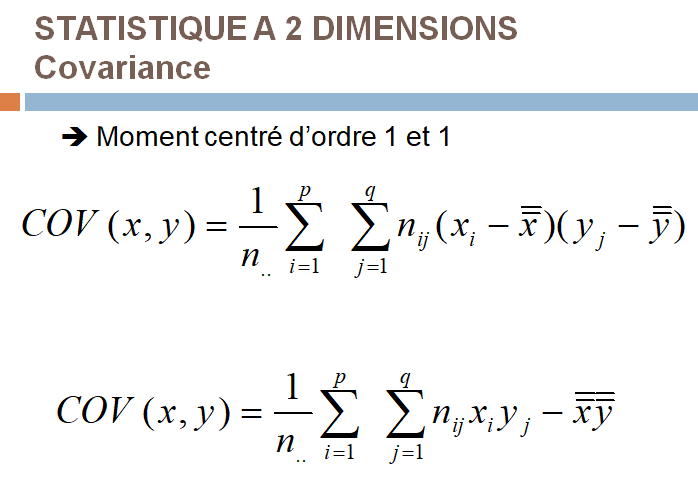 STATISTIQUE A 2 DIMENSIONS
Covariance
➔ Moment centré d'ordre 1 et 1
$COV(x, y) = \frac{1}{n_{..}} \sum_{i=1}^{p} \sum_{j=1}^{q} n_{ij}(x_i - \overline{\overline{x}})(y_j - \overline{\overline{y}})$
$COV(x, y) = \frac{1}{n_{..}} \sum_{i=1}^{p} \sum_{j=1}^{q} n_{ij} x_i y_j - \overline{\overline{x}}\,\overline{\overline{y}}$